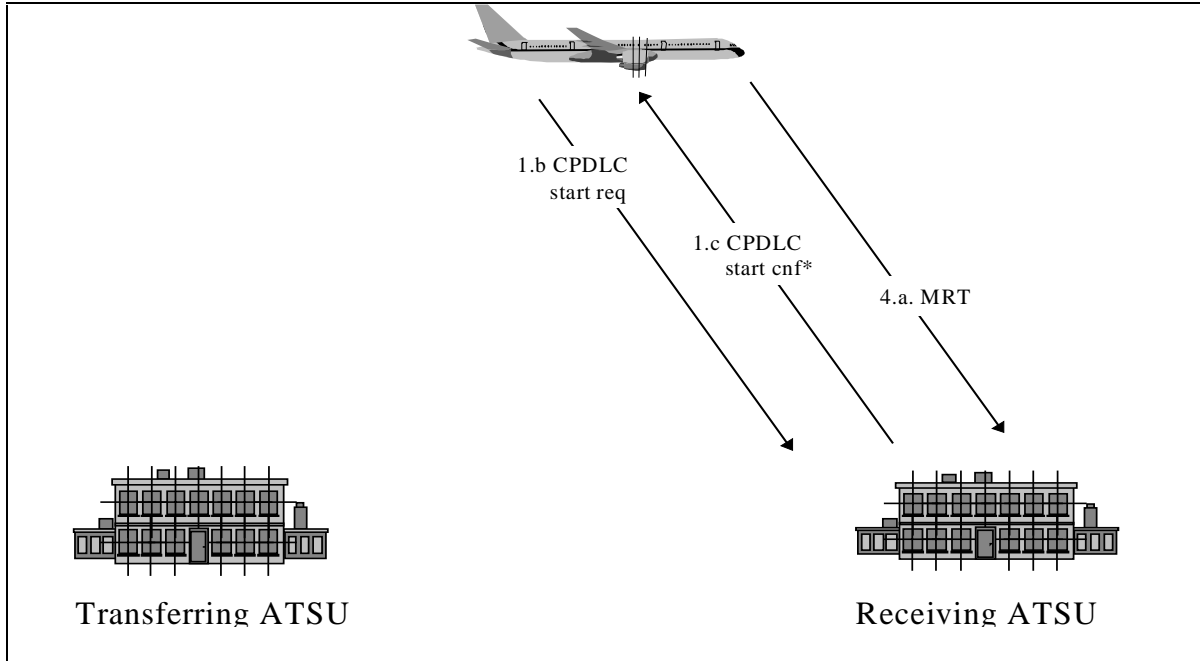 1.b CPDLC
start req
1.c CPDLC
start cnf*
4.a. MRT
Transferring ATSU
Receiving ATSU